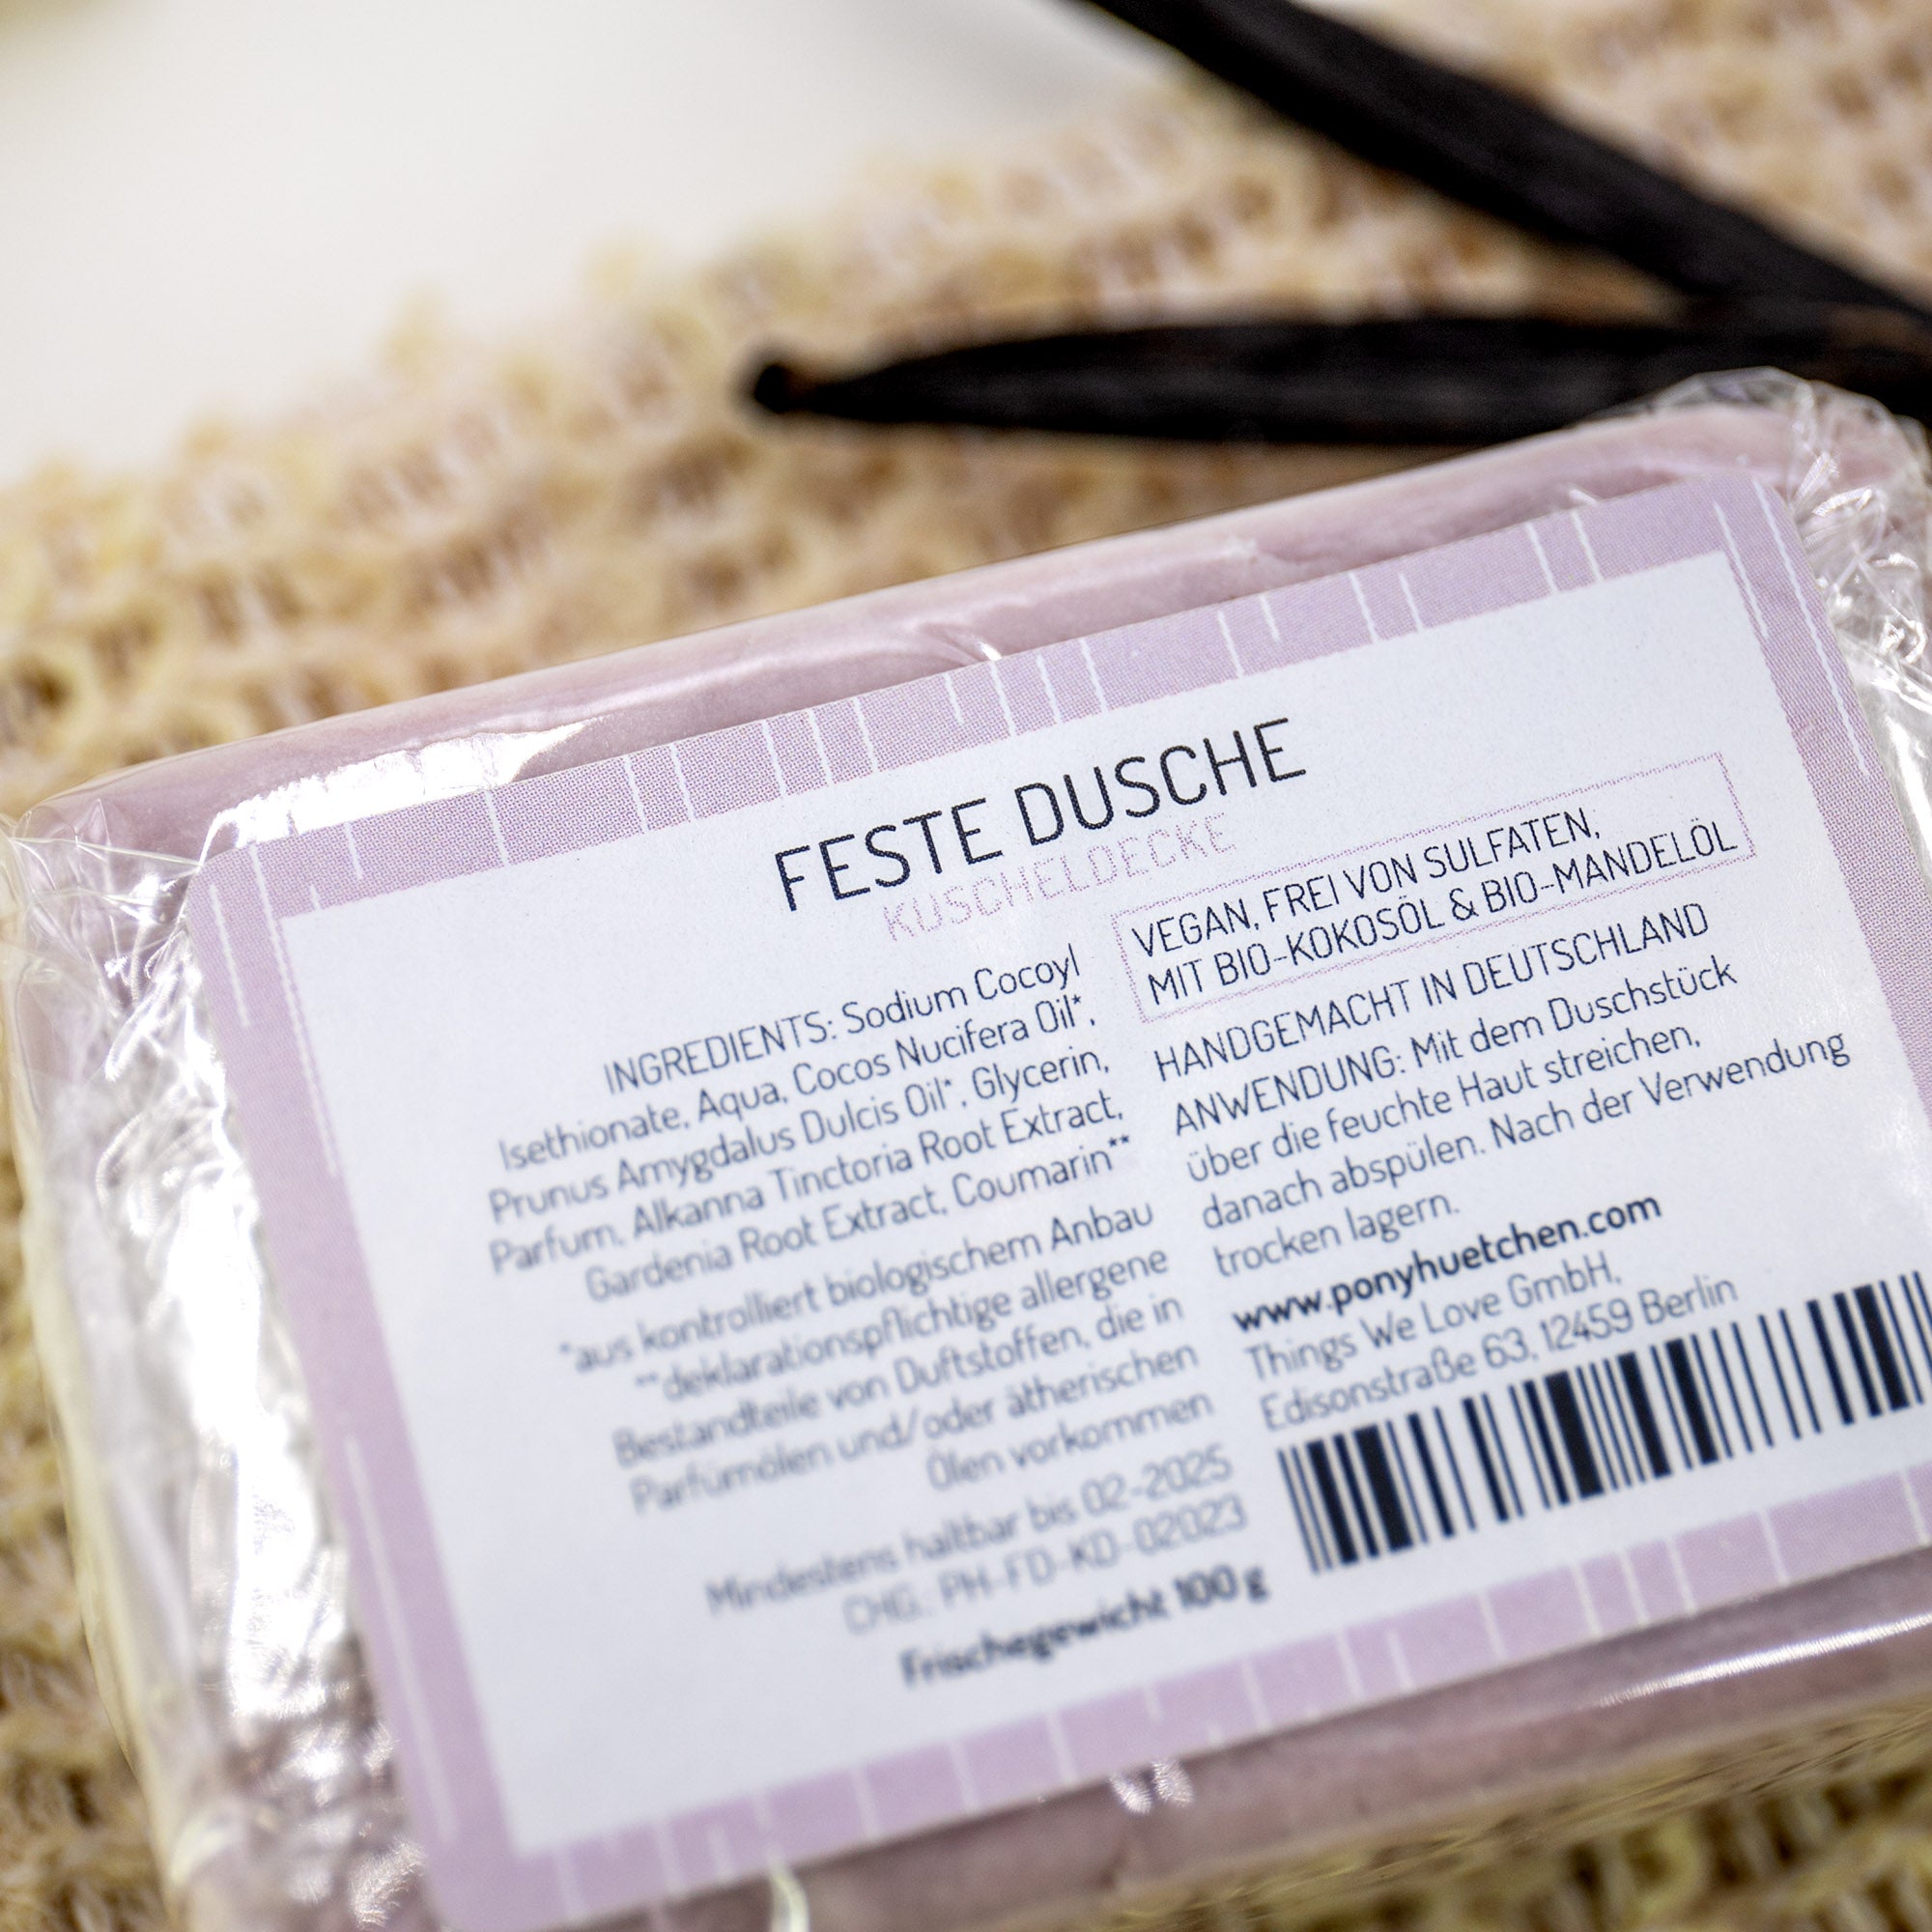 FESTE DUSCHE
KUSCHELDECKE
INGREDIENTS: Sodium Cocoyl
Isethionate, Aqua, Cocos Nucifera Oil*,
Prunus Amygdalus Dulcis Oil*, Glycerin,
Parfum, Alkanna Tinctoria Root Extract,
Gardenia Root Extract, Coumarin**
*aus kontrolliert biologischem Anbau
**deklarationspflichtige allergene
Bestandteile von Duftstoffen, die in
Parfümölen und/oder ätherischen
Ölen vorkommen
Mindestens haltbar bis 02-2025
CHG.: PH-FD-KD-02023
Frischegewicht 100 g
VEGAN, FREI VON SULFATEN,
MIT BIO-KOKOSÖL & BIO-MANDELÖL
HANDGEMACHT IN DEUTSCHLAND
ANWENDUNG: Mit dem Duschstück
über die feuchte Haut streichen,
danach abspülen. Nach der Verwendung
trocken lagern.
www.ponyhuetchen.com
Things We Love GmbH,
Edisonstraße 63, 12459 Berlin